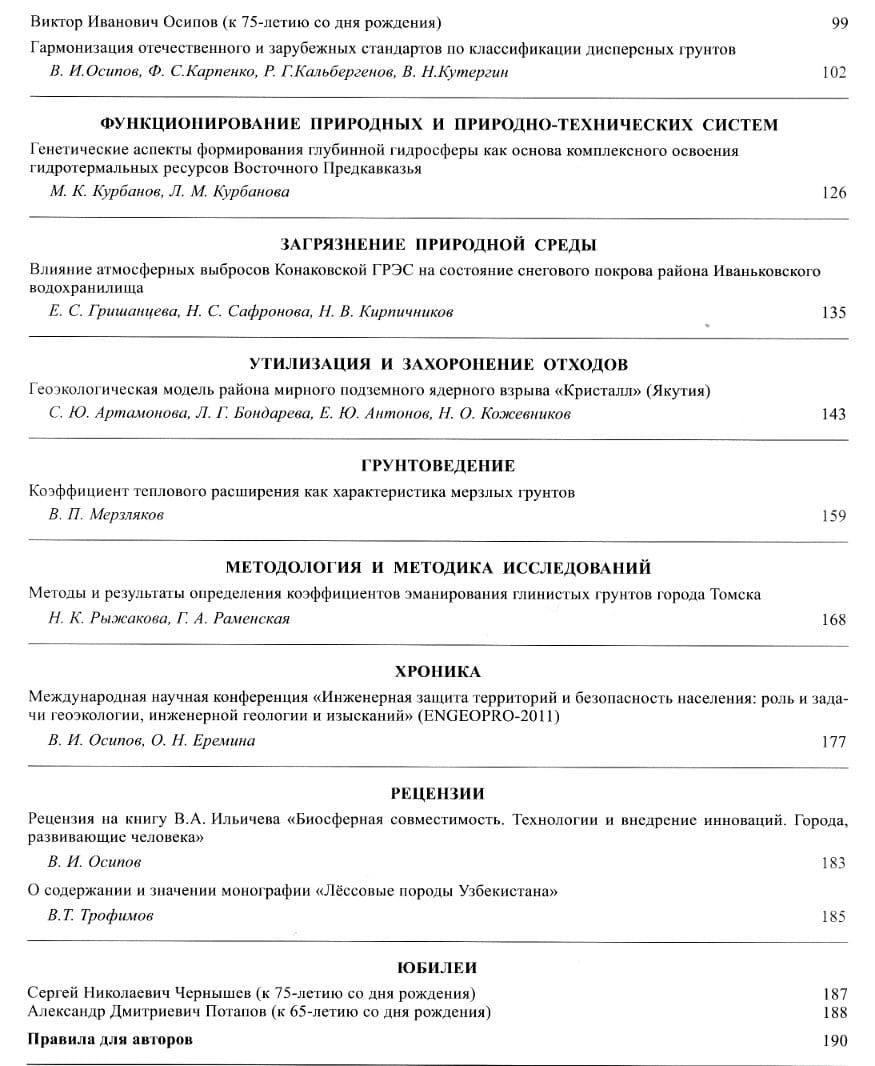 Виктор Иванович Осипов (к 75-летию со дня рождения) 99
Гармонизация отечественного и зарубежных стандартов по классификации дисперсных грунтов
В. И.Осипов, Ф. С.Карпенко, Р. Г.Кальбергенов, В. Н.Кутергин 102
ФУНКЦИОНИРОВАНИЕ ПРИРОДНЫХ И ПРИРОДНО-ТЕХНИЧЕСКИХ СИСТЕМ
Генетические аспекты формирования глубинной гидросферы как основа комплексного освоения
гидротермальных ресурсов Восточного Предкавказья
М. К. Курбанов, Л. М. Курбанова 126
ЗАГРЯЗНЕНИЕ ПРИРОДНОЙ СРЕДЫ
Влияние атмосферных выбросов Конаковской ГРЭС на состояние снегового покрова района Иваньковского
водохранилища
Е. С. Гришанцева, Н. С. Сафронова, Н. В. Кирпичников 135
УТИЛИЗАЦИЯ И ЗАХОРОНЕНИЕ ОТХОДОВ
Геоэкологическая модель района мирного подземного ядерного взрыва «Кристалл» (Якутия)
С. Ю. Артамонова, Л. Г. Бондарева, Е. Ю. Антонов, Н. О. Кожевников 143
ГРУНТОВЕДЕНИЕ
Коэффициент теплового расширения как характеристика мерзлых грунтов
В. П. Мерзляков 159
МЕТОДОЛОГИЯ И МЕТОДИКА ИССЛЕДОВАНИЙ
Методы и результаты определения коэффициентов эманирования глинистых грунтов города Томска
Н. К. Рыжакова, Г. А. Раменская 168
ХРОНИКА
Международная научная конференция «Инженерная защита территорий и безопасность населения: роль и зада-
чи геоэкологии, инженерной геологии и изысканий» (ENGEOPRO-2011)
В. И. Осипов, О. Н. Еремина 177
РЕЦЕНЗИИ
Рецензия на книгу В.А. Ильичева «Биосферная совместимость. Технологии и внедрение инноваций. Города,
развивающие человека»
В. И. Осипов 183
О содержании и значении монографии «Лёссовые породы Узбекистана»
В.Т. Трофимов 185
ЮБИЛЕИ
Сергей Николаевич Чернышев (к 75-летию со дня рождения) 187
Александр Дмитриевич Потапов (к 65-летию со дня рождения) 188
Правила для авторов 190